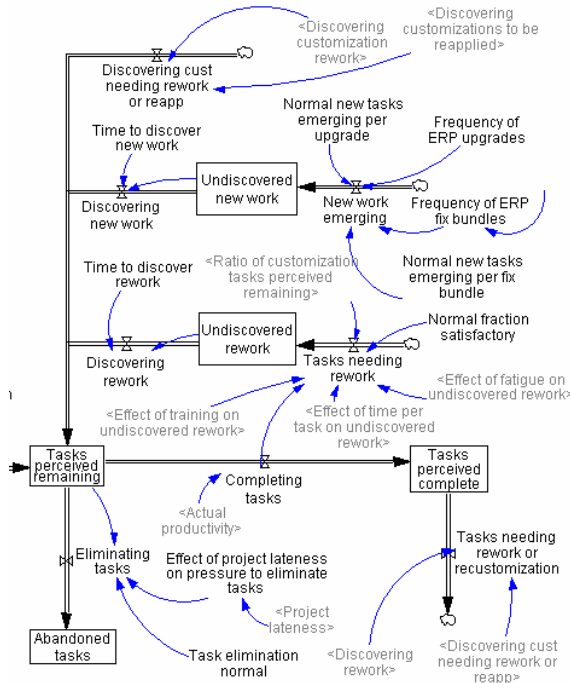 <Discovering
customization
rework>
<Discovering
customizations to be
reapplied>
Discovering cust
needing rework
or reapp
Normal new tasks
emerging per
upgrade
Frequency of
ERP upgrades
Time to discover
new work
Undiscovered
new work
Discovering
new work
New work
emerging
Frequency of ERP
fix bundles
<Ratio of customization
tasks perceived
remaining>
Normal new tasks
emerging per fix
bundle
Time to discover
rework
Undiscovered
rework
Normal fraction
satisfactory
Discovering
rework
Tasks needing
rework
<Effect of training on
undiscovered rework>
<Effect of time per
task on undiscovered
rework>
<Effect of fatigue on
undiscovered rework>
Tasks
perceived
remaining
Completing
tasks
Tasks
perceived
complete
<Actual
productivity>
Eliminating
tasks
Effect of project lateness
on pressure to eliminate
tasks
Tasks needing
rework or
recustomization
<Project
lateness>
Abandoned
tasks
Task elimination
normal
<Discovering
rework>
<Discovering cust
needing rework or
reapp>